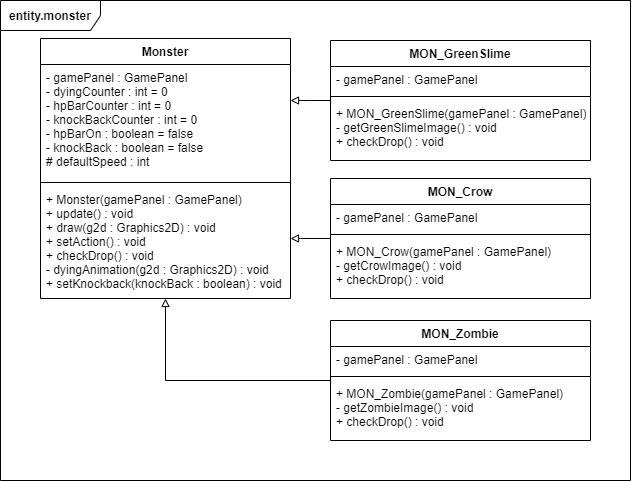 entity.monster
Monster
- gamePanel : GamePanel
- dyingCounter : int = 0
- hpBarCounter : int = 0
- knockBackCounter : int = 0
- hpBarOn : boolean = false
- knockBack : boolean = false
# defaultSpeed : int
+ Monster(gamePanel : GamePanel)
+ update() : void
+ draw(g2d : Graphics2D) : void
+ setAction() : void
+ checkDrop() : void
- dyingAnimation(g2d : Graphics2D) : void
+ setKnockback(knockBack : boolean) : void
MON_GreenSlime
- gamePanel : GamePanel
+ MON_GreenSlime(gamePanel : GamePanel)
- getGreenSlimeImage() : void
+ checkDrop() : void
MON_Crow
- gamePanel : GamePanel
+ MON_Crow(gamePanel : GamePanel)
- getCrowImage() : void
+ checkDrop() : void
MON_Zombie
- gamePanel : GamePanel
+ MON_Zombie(gamePanel : GamePanel)
- getZombieImage() : void
+ checkDrop() : void